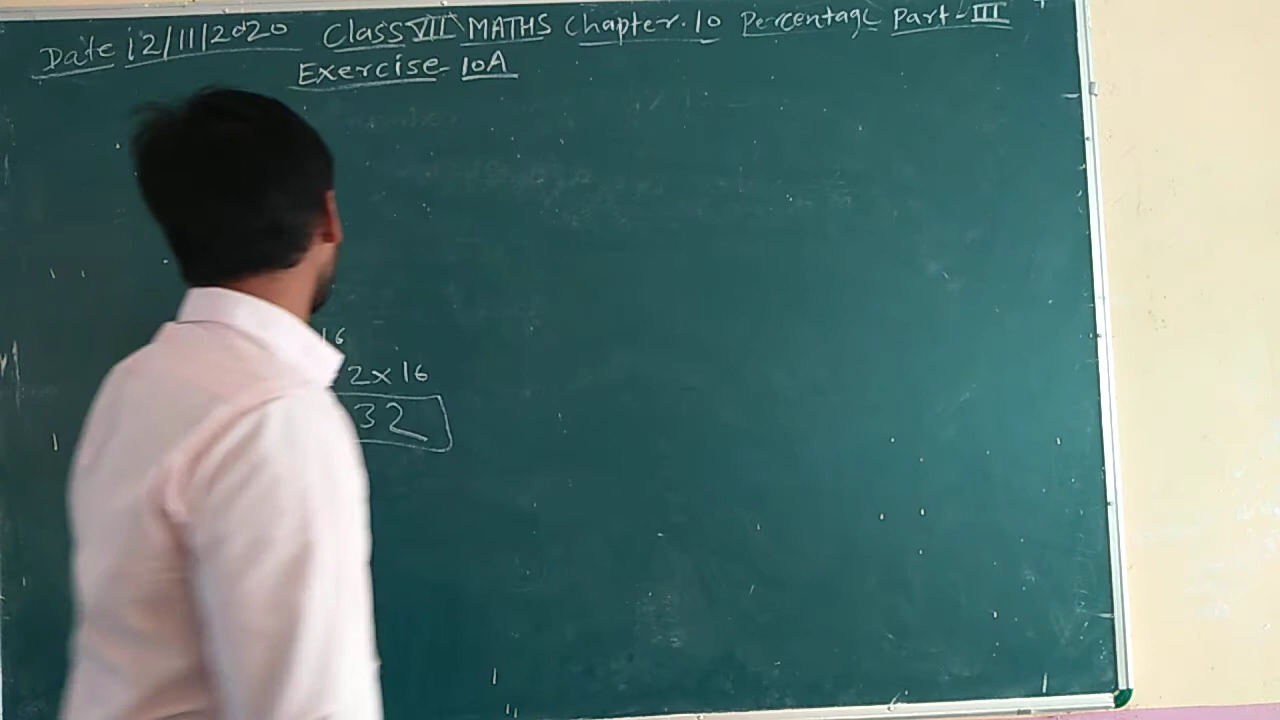 Date 12/11/2020 Class VII MATHS Chapter.10 Percentage Part-III
Exercise-10A
16
2x16
32